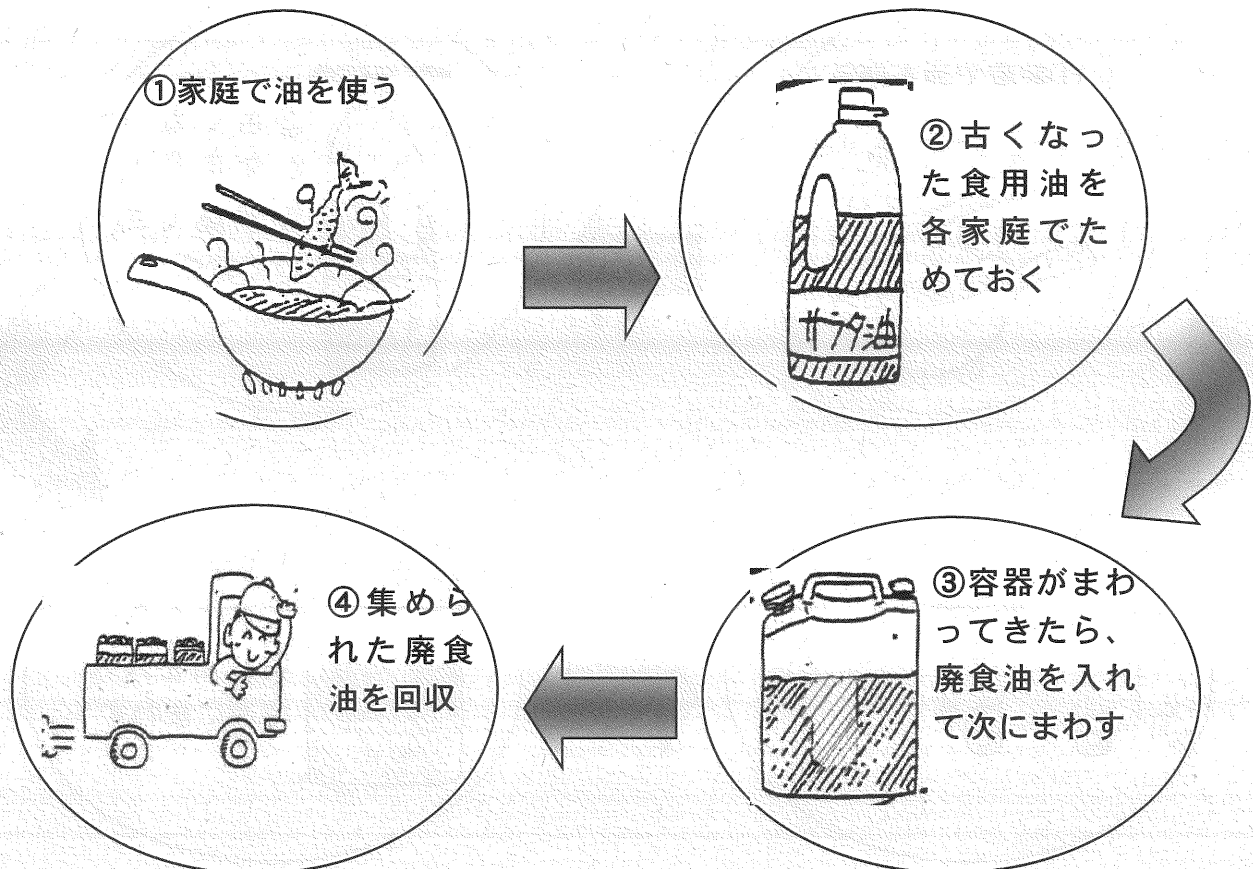 ①家庭で油を使う
②古くなっ
た食用油を
各家庭でた
めておく
サラダ油
③容器がまわ
ってきたら、
廃食油を入れ
て次にまわす
④集めら
れた廃食
油を回収